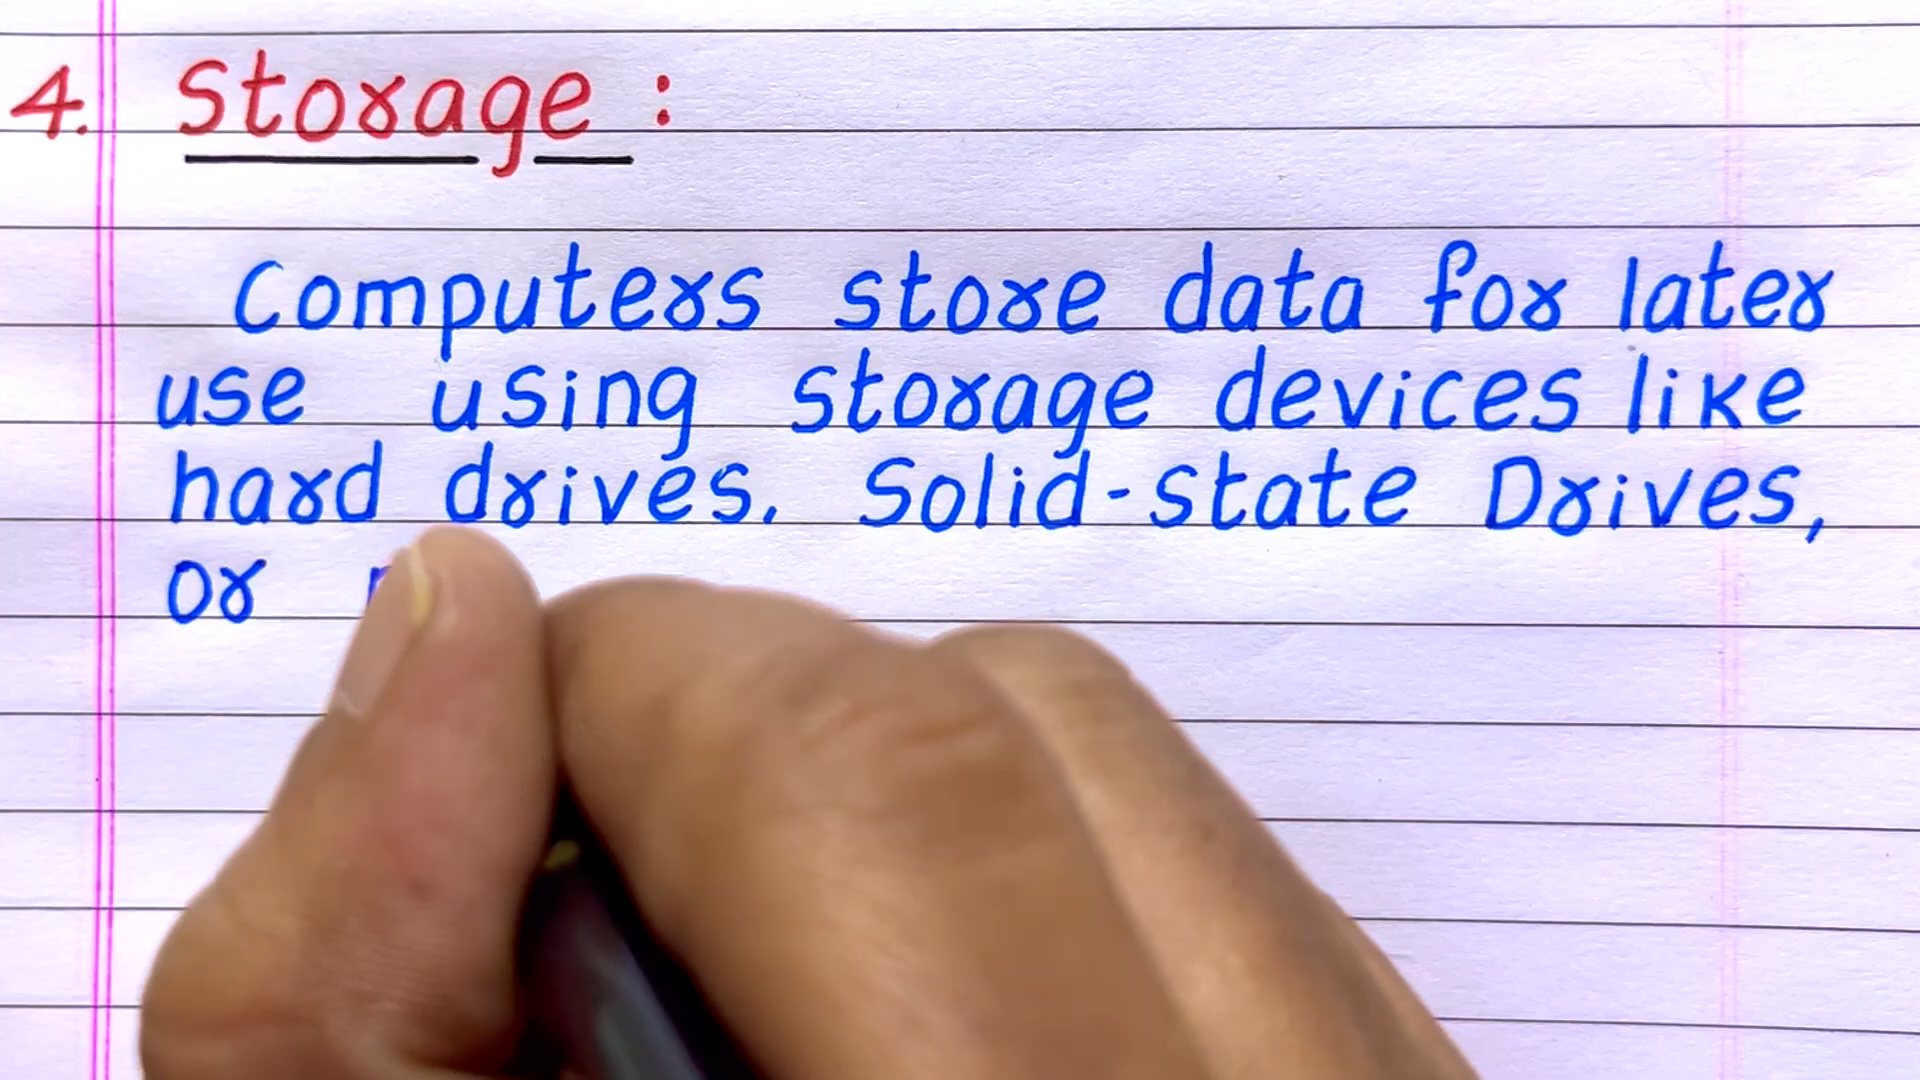 4. Storage :
Computers store data for later
use using storage devices like
hard drives. Solid-state Drives,
or